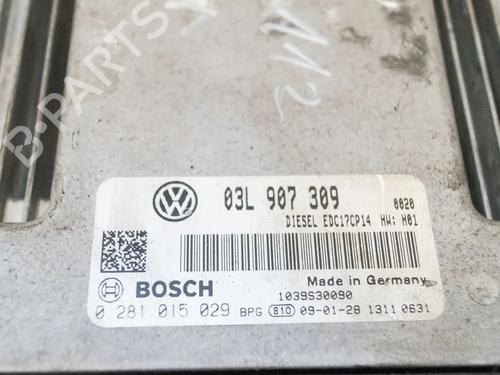 B-PARTS
A12
03L 907 309
0020
DIESEL EDC17CP14 HW: H01
BOSCH
Made in Germany
1039S30090
0 281 015 029 BPG 810 09-01-28 1311 0631